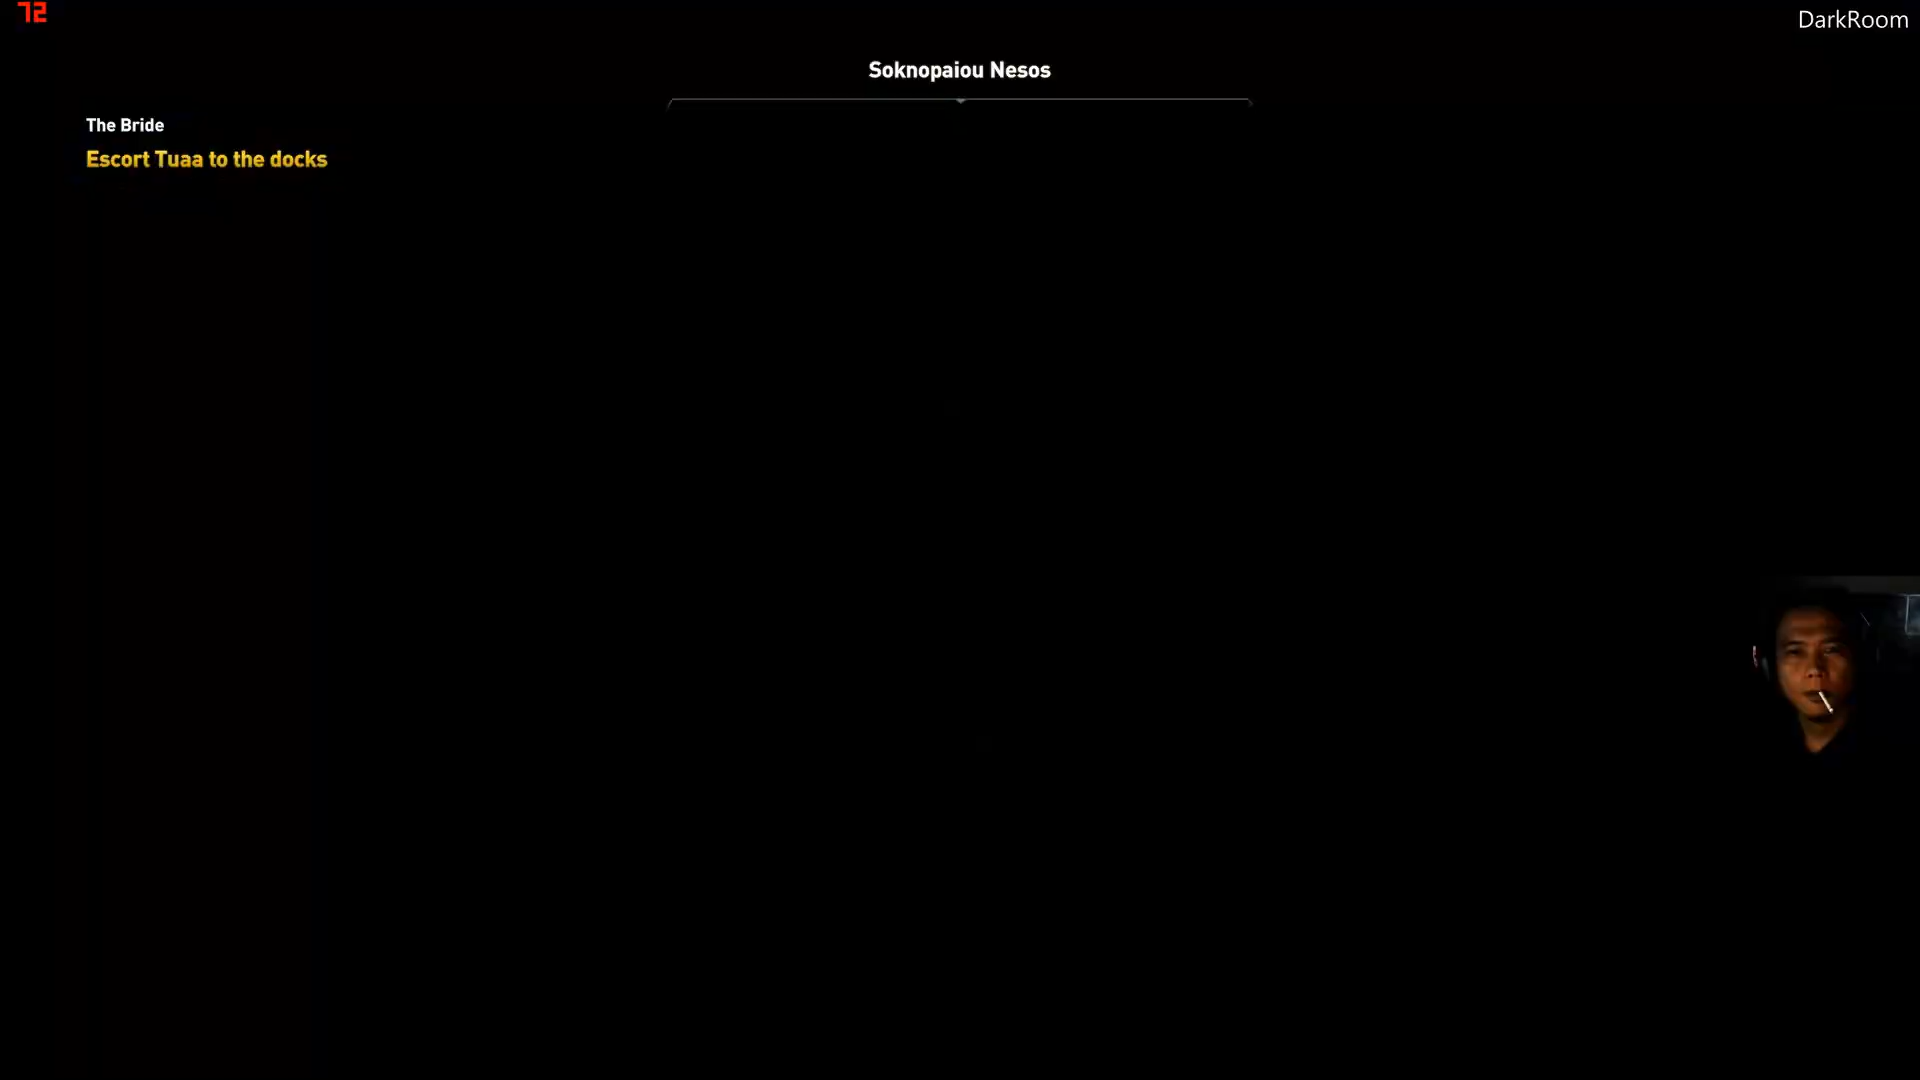 72
DarkRoom
Soknopaiou Nesos
The Bride
Escort Tuaa to the docks